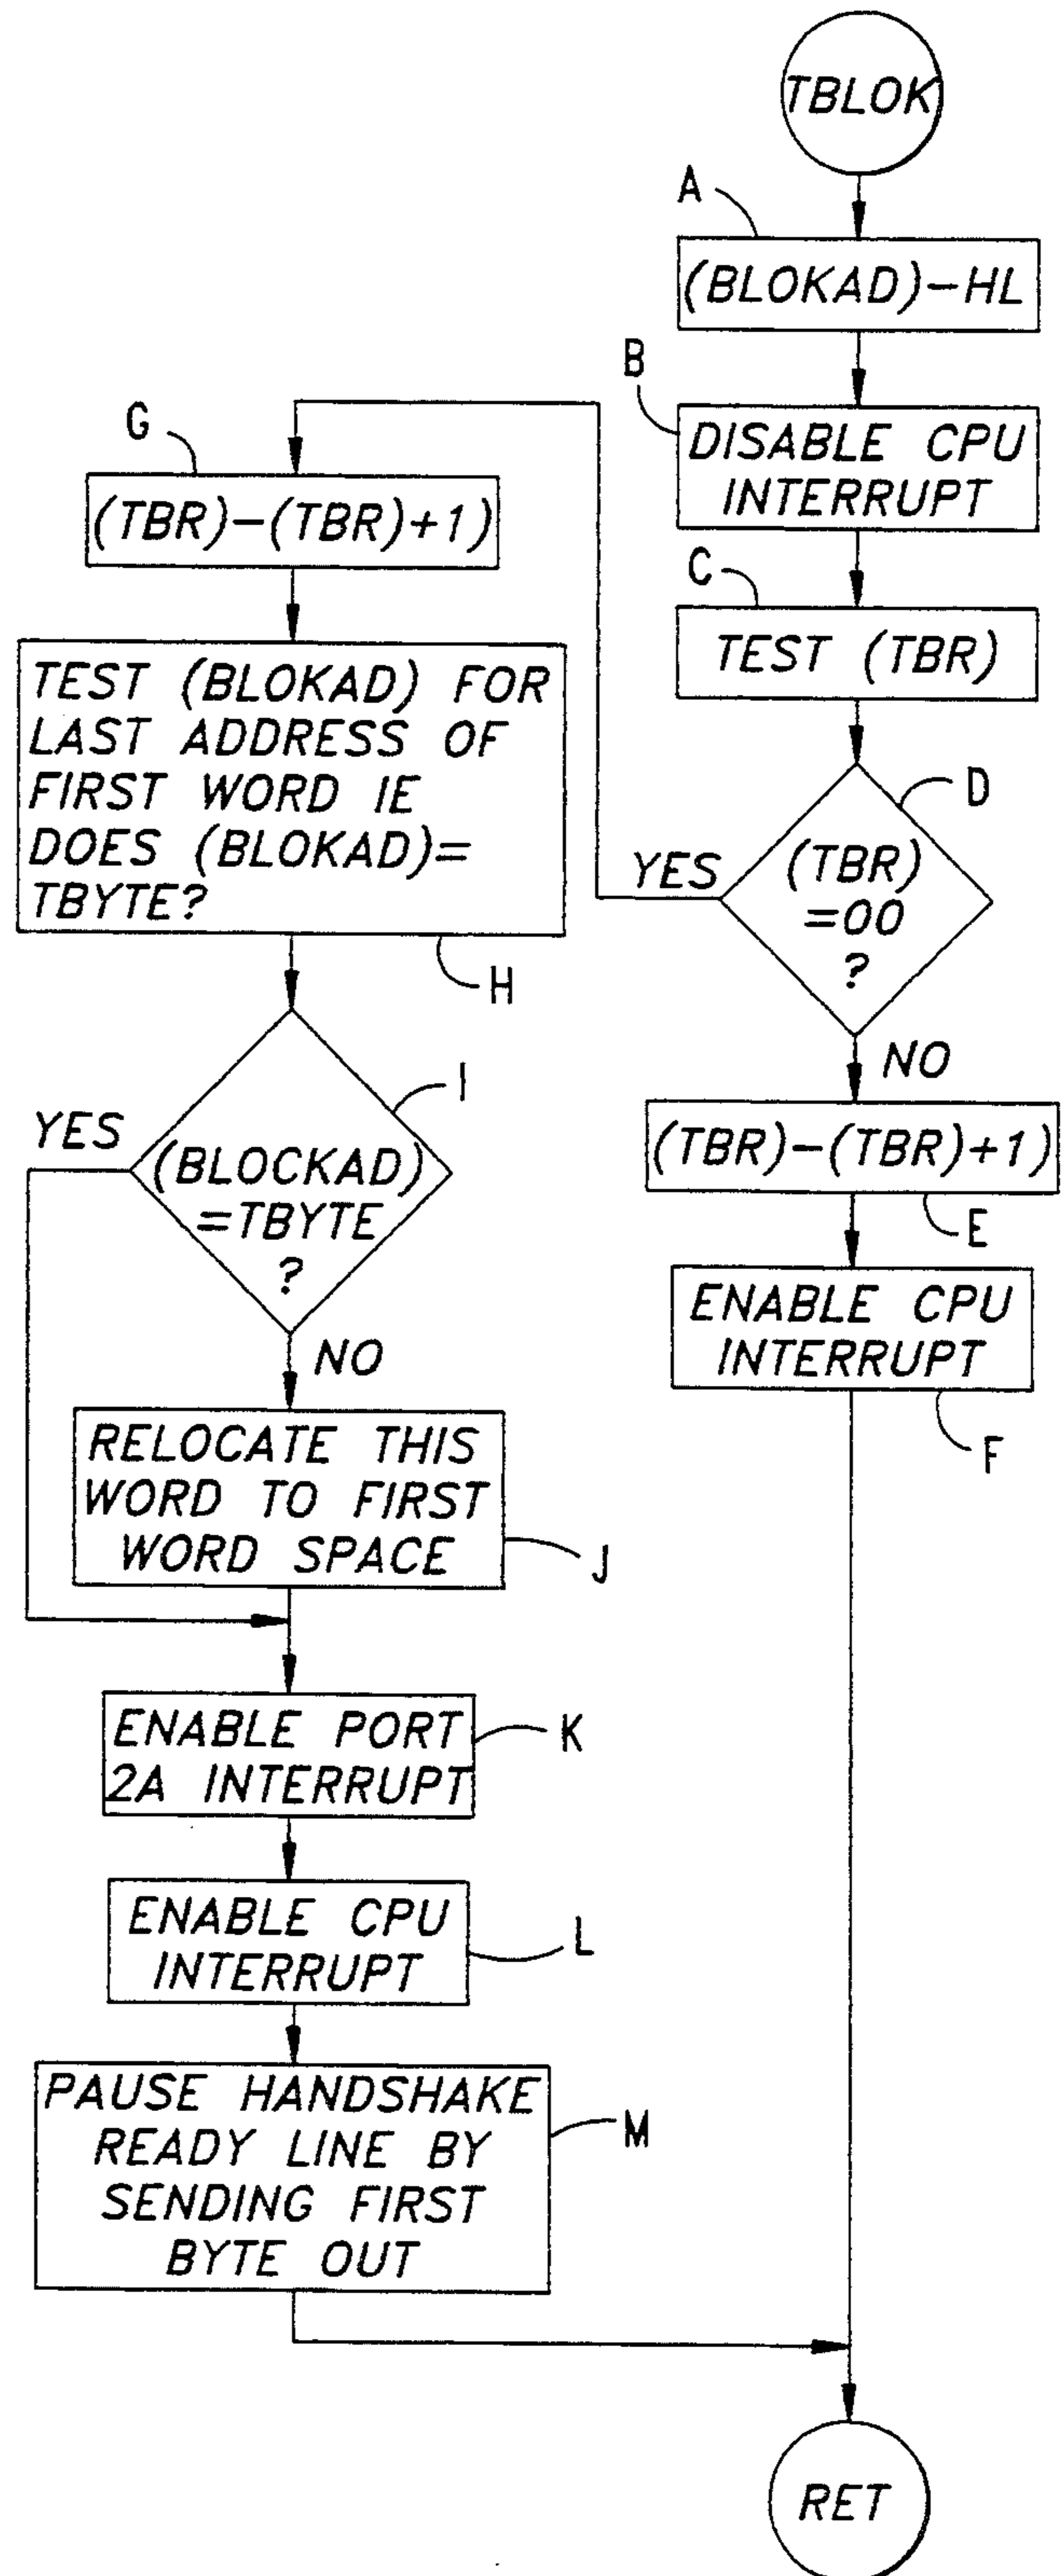 TBLOK
A
(BLOKAD)-HL
B
DISABLE CPU
INTERRUPT
C
TEST (TBR)
D
(TBR)
=00
?
YES
NO
(TBR)-(TBR)+1)
E
ENABLE CPU
INTERRUPT
F
G
(TBR)-(TBR)+1)
TEST (BLOKAD) FOR
LAST ADDRESS OF
FIRST WORD IE
DOES (BLOKAD)=
TBYTE?
H
I
(BLOCKAD)
=TBYTE
?
YES
NO
RELOCATE THIS
WORD TO FIRST
WORD SPACE
J
ENABLE PORT
2A INTERRUPT
K
ENABLE CPU
INTERRUPT
L
PAUSE HANDSHAKE
READY LINE BY
SENDING FIRST
BYTE OUT
M
RET